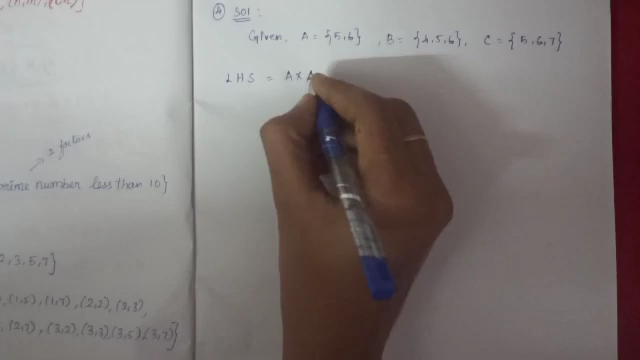 ④ SOl :
Given, A = {5,6} , B = {4,5,6}, C = {5,6,7}
LHS = A×A
2 factors
prime number less than 10}
2,3,5,7}
(1,5),(1,7),(2,2),(2,3),
(2,7),(3,2),(3,3)(3,5)(3,7)}